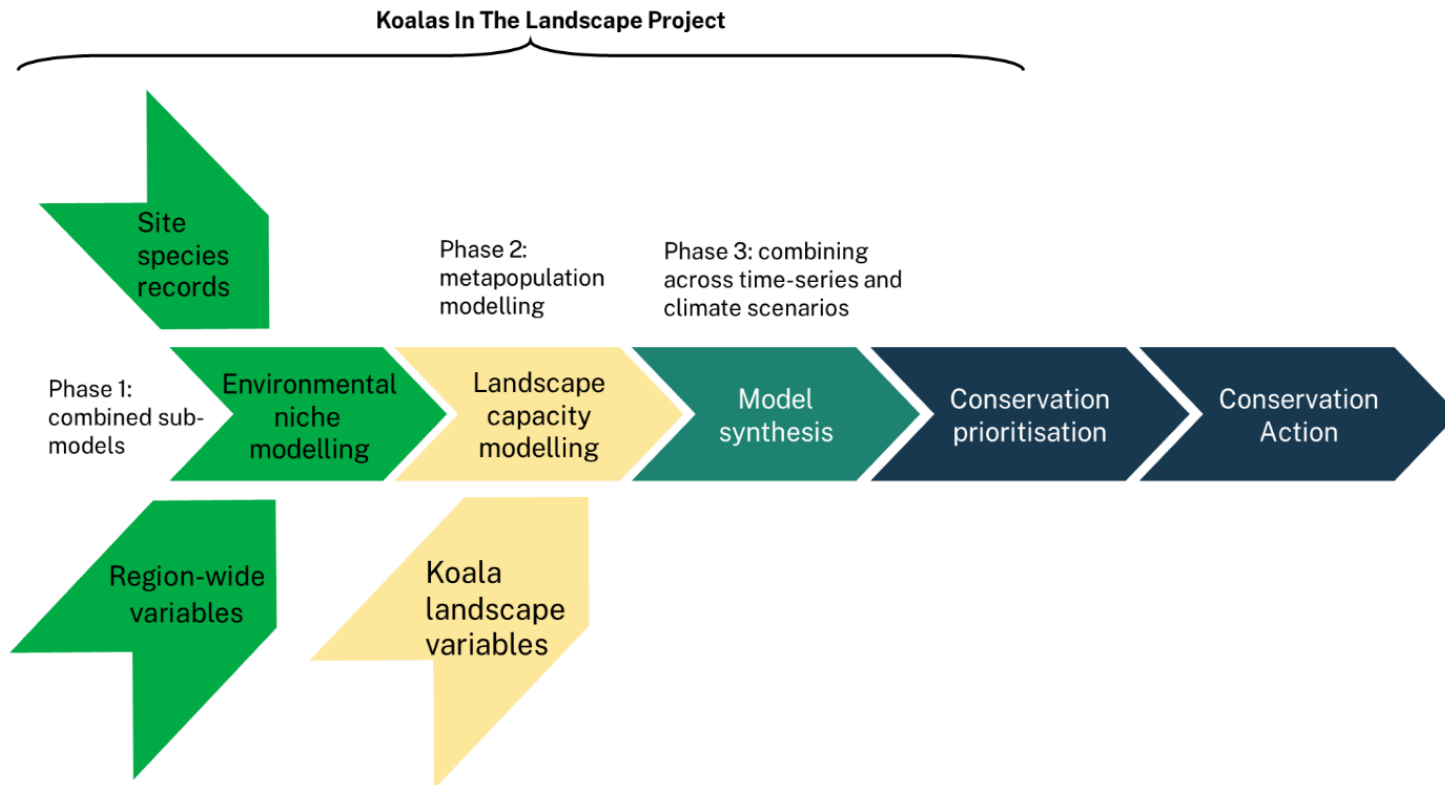 Koalas In The Landscape Project
Site
species
records
Phase 2:
metapopulation
modelling
Phase 3: combining
across time-series and
climate scenarios
Phase 1:
combined sub-
models
Environmental
niche
modelling
Landscape
capacity
modelling
Model
synthesis
Conservation
prioritisation
Conservation
Action
Region-wide
variables
Koala
landscape
variables